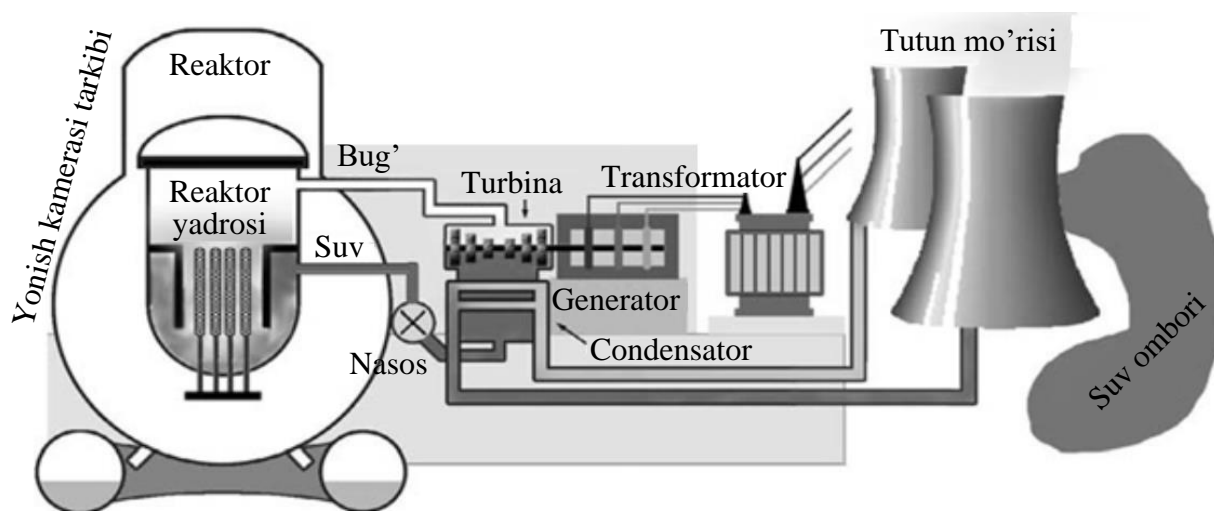 Yonish kamerasi tarkibi
Reaktor
Reaktor
yadrosi
Bug’
Suv
Nasos
Turbina
Generator
Condensator
Transformator
Tutun mo’risi
Suv ombori